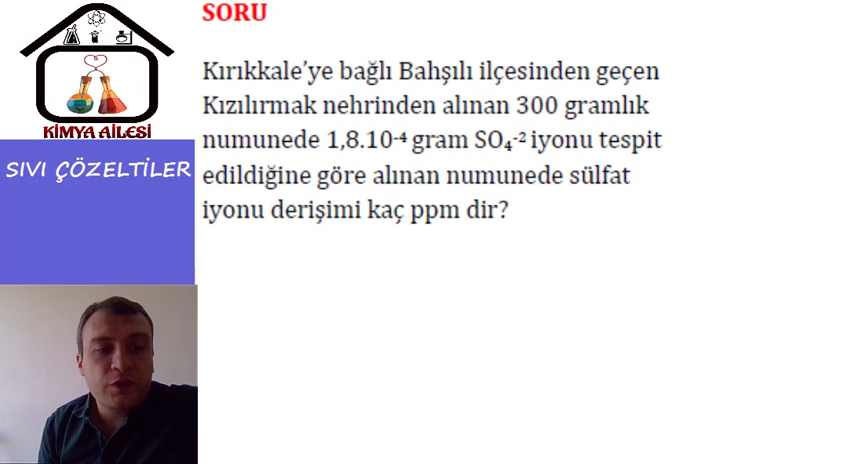 SORU
Kırıkkale’ye bağlı Bahşılı ilçesinden geçen
Kızılırmak nehrinden alınan 300 gramlık
numunede 1,8.10⁻⁴ gram SO₄⁻² iyonu tespit
edildiğine göre alınan numunede sülfat
iyonu derişimi kaç ppm dir?
KİMYA AİLESİ
SIVI ÇÖZELTİLER